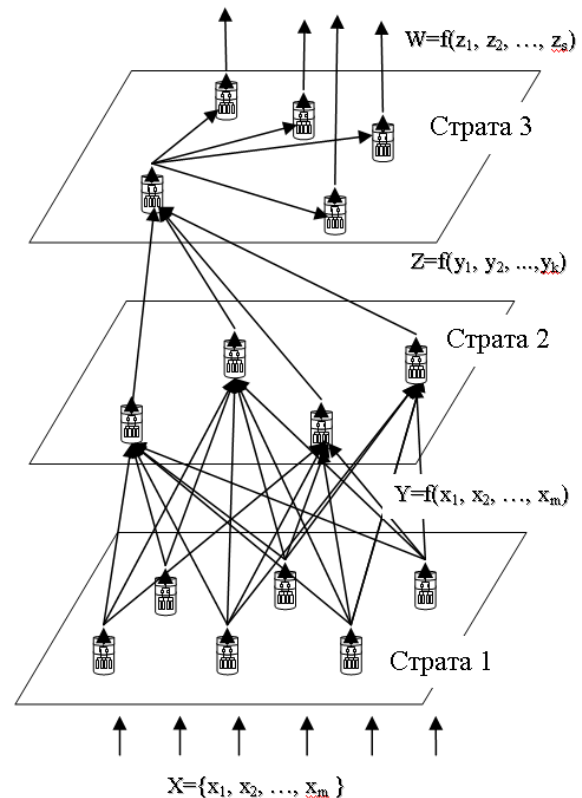 W=f(z₁, z₂, …, zₛ)
Страта 3
Z=f(y₁, y₂, ...,yₖ)
Страта 2
Y=f(x₁, x₂, …, xₘ)
Страта 1
X={x₁, x₂, …, xₘ }